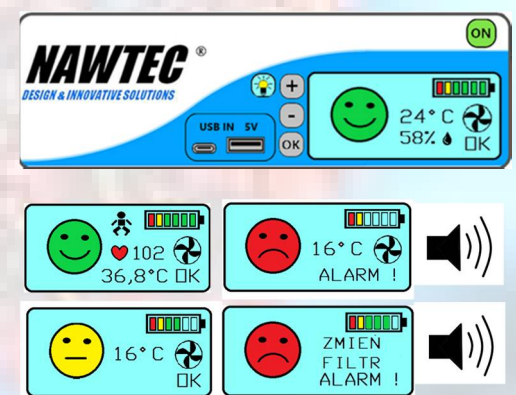 ON
NAWTEC ®
DESIGN & INNOVATIVE SOLUTIONS
+
-
OK
USB IN 5V
24°C
58% OK
102
36,8°C OK
16°C
ALARM !
16°C
OK
ZMIEŃ
FILTR
ALARM !